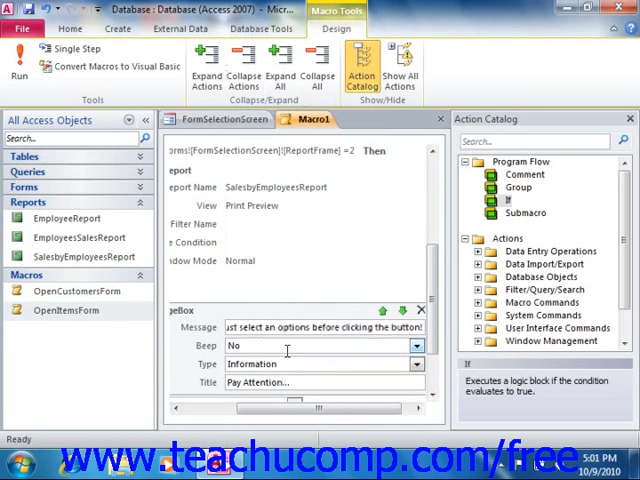 Database : Database (Access 2007) - Micr...
Macro Tools
File
Home
Create
External Data
Database Tools
Design
Run
Single Step
Convert Macros to Visual Basic
Tools
Expand Actions
Collapse Actions
Expand All
Collapse All
Collapse/Expand
Action Catalog
Show All Actions
Show/Hide
All Access Objects
Search...
Tables
Queries
Forms
Reports
EmployeeReport
EmployeesSalesReport
SalesbyEmployeesReport
Macros
OpenCustomersForm
OpenItemsForm
FormSelectionScreen
Macro1
orms![FormSelectionScreen]![ReportFrame] =2 Then
eport
eport Name SalesbyEmployeesReport
View Print Preview
Filter Name
e Condition
indow Mode Normal
geBox
Message ust select an options before clicking the button!
Beep No
Type Information
Title Pay Attention...
Action Catalog
Search...
Program Flow
Comment
Group
If
Submacro
Actions
Data Entry Operations
Data Import/Export
Database Objects
Filter/Query/Search
Macro Commands
System Commands
User Interface Commands
Window Management
If
Executes a logic block if the condition
evaluates to true.
Ready
www.teachucomp.com/free
5:01 PM
10/9/2010